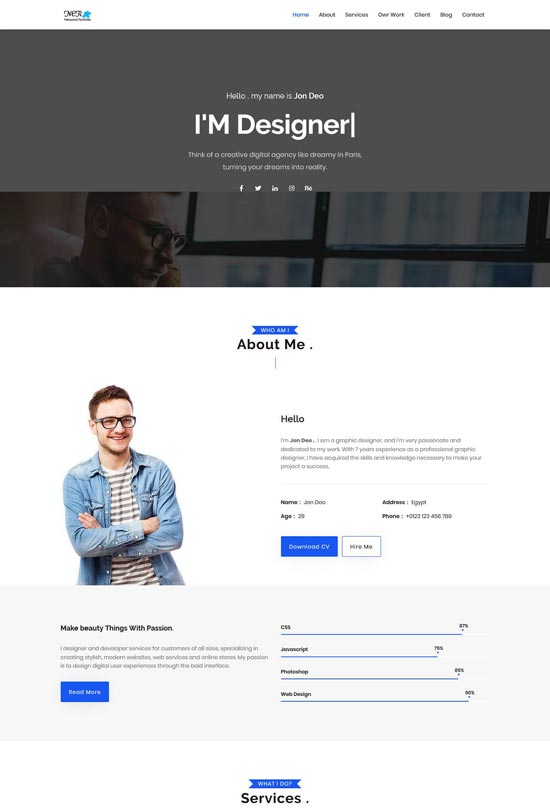 Personal Portfolio
Home About Services Owr Work Client Blog Contact
Hello , my name is Jon Deo
I'M Designer|
Think of a creative digital agency like dreamy in Paris,
turning your dreams into reality.
WHO AM I
About Me .
Hello
I'm Jon Deo... I am a graphic designer, and I'm very passionate and
dedicated to my work. With 7 years experience as a professional graphic
designer, I have acquired the skills and knowledge necessary to make your
project a success.
Name : Jon Doo
Address : Egypt
Age : 29
Phone : +0123 123 456 789
Download CV
Hire Me
Make beauty Things With Passion.
I designer and developer services for customers of all sizes, specializing in
creating stylish, modern websites, web services and online stores. My passion
is to design digital user experiences through the bold interface.
Read More
CSS 87%
Javascript 75%
Photoshop 85%
Web Design 90%
WHAT I DO?
Services .